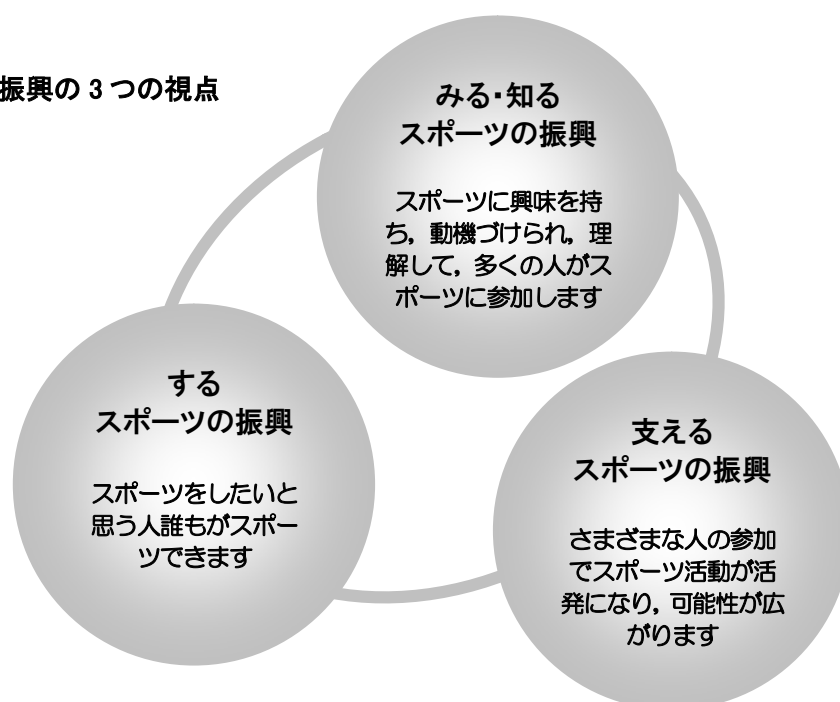 振興の3つの視点
みる・知る
スポーツの振興
スポーツに興味を持
ち，動機づけられ，理
解して，多くの人がス
ポーツに参加します
する
スポーツの振興
スポーツをしたいと
思う人誰もがスポー
ツできます
支える
スポーツの振興
さまざまな人の参加
でスポーツ活動が活
発になり，可能性が広
がります